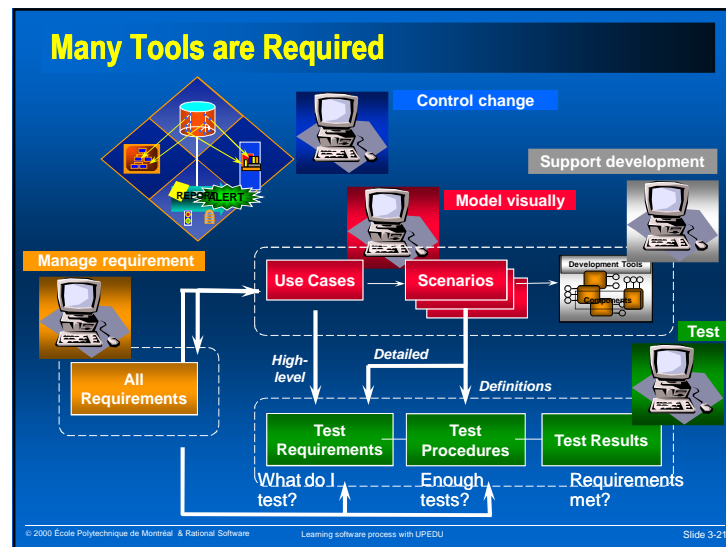 Many Tools are Required
Control change
Support development
REPORT
ALERT
Model visually
Manage requirement
Development Tools
Components
Use Cases
Scenarios
Test
All
Requirements
High-
level
Detailed
Definitions
Test
Requirements
Test
Procedures
Test Results
What do I
test?
Enough
tests?
Requirements
met?
© 2000 École Polytechnique de Montréal & Rational Software
Learning software process with UPEDU
Slide 3-21